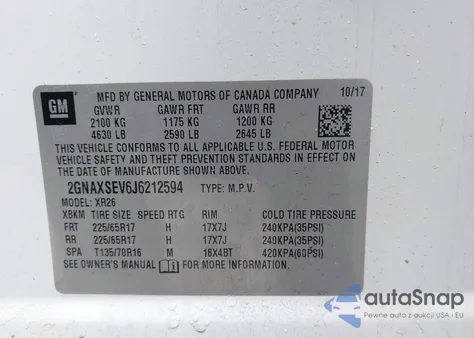 GM
MFD BY GENERAL MOTORS OF CANADA COMPANY 10/17
GVWR GAWR FRT GAWR RR
2100 KG 1175 KG 1200 KG
4630 LB 2590 LB 2645 LB
THIS VEHICLE CONFORMS TO ALL APPLICABLE U.S. FEDERAL MOTOR
VEHICLE SAFETY AND THEFT PREVENTION STANDARDS IN EFFECT ON THE
DATE OF MANUFACTURE SHOWN ABOVE.
2GNAXSEV6J6212594 TYPE: M.P.V.
MODEL: XR26
XBKM TIRE SIZE SPEED RTG RIM COLD TIRE PRESSURE
FRT 225/65R17 H 17X7J 240KPA(35PSI)
RR 225/65R17 H 17X7J 240KPA(35PSI)
SPA T135/70R16 M 16X4BT 420KPA(60PSI)
SEE OWNER'S MANUAL FOR MORE INFORMATION.
autoSnap
Pewne auta z aukcji w USA i EU